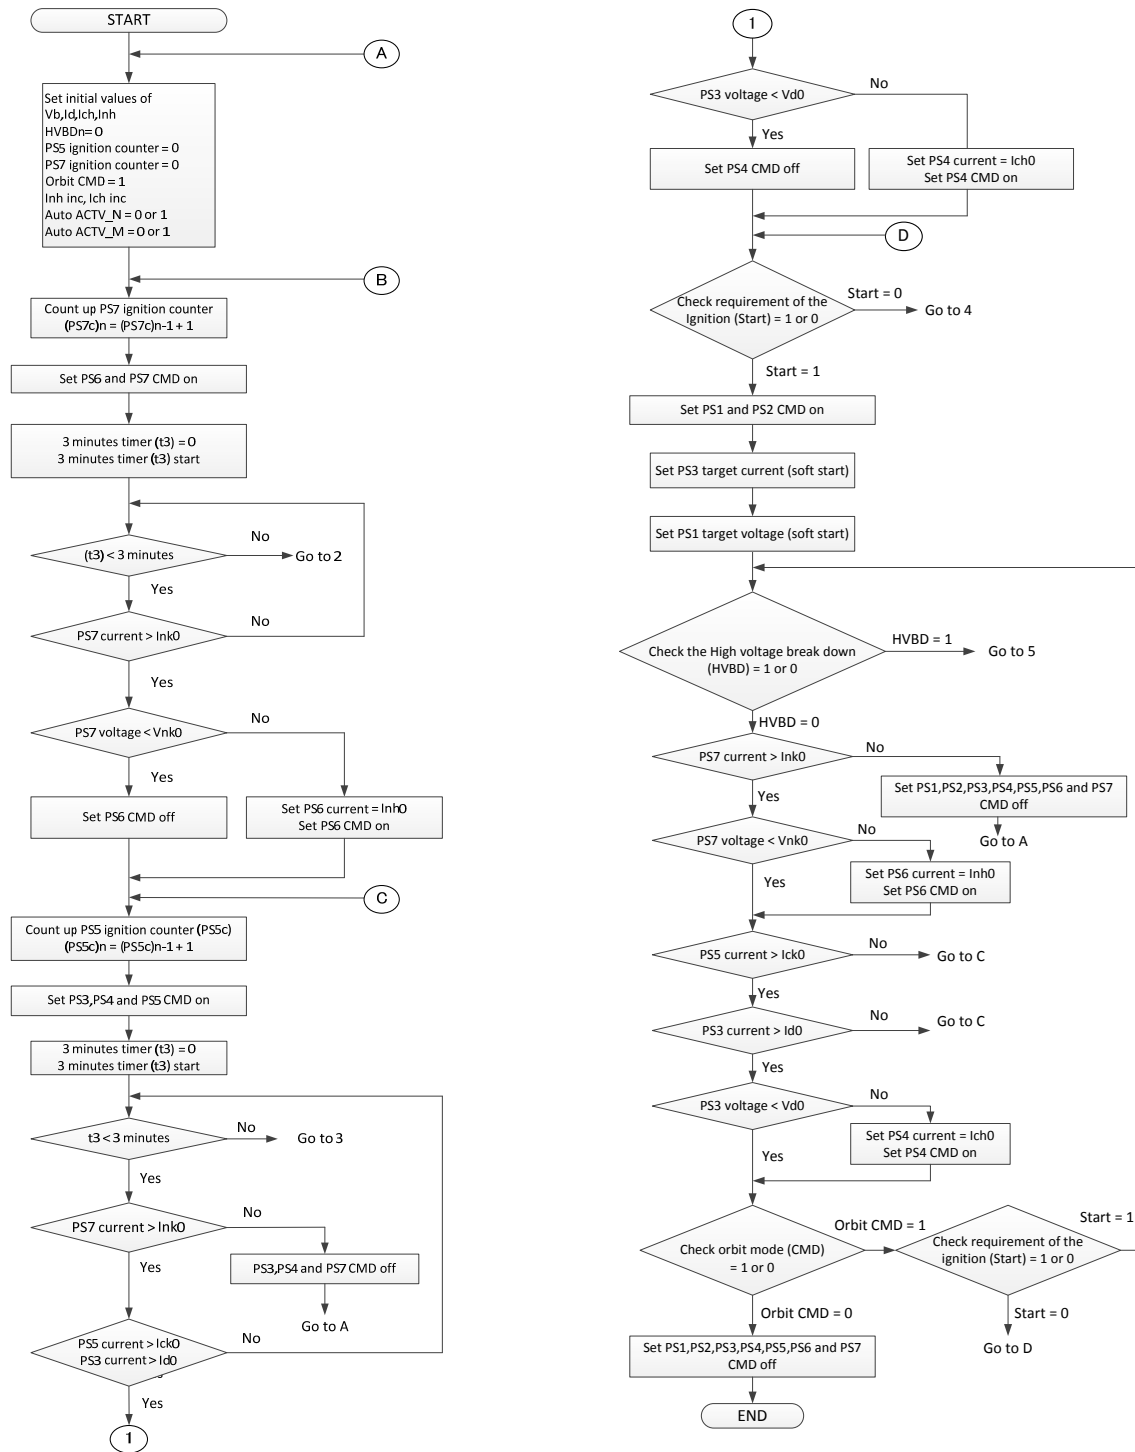 START
A
Set initial values of
Vb,Id,Ich,Inh
HVBDn= 0
PS5 ignition counter = 0
PS7 ignition counter = 0
Orbit CMD = 1
Inh inc, Ich inc
Auto ACTV_N = 0 or 1
Auto ACTV_M = 0 or 1
B
Count up PS7 ignition counter
(PS7c)n = (PS7c)n-1 + 1
Set PS6 and PS7 CMD on
3 minutes timer (t3) = 0
3 minutes timer (t3) start
(t3) < 3 minutes
No
Go to 2
Yes
PS7 current > Ink0
No
Yes
PS7 voltage < Vnk0
No
Yes
Set PS6 CMD off
Set PS6 current = Inh0
Set PS6 CMD on
C
Count up PS5 ignition counter (PS5c)
(PS5c)n = (PS5c)n-1 + 1
Set PS3,PS4 and PS5 CMD on
3 minutes timer (t3) = 0
3 minutes timer (t3) start
t3 < 3 minutes
No
Go to 3
Yes
PS7 current > Ink0
No
Yes
PS3,PS4 and PS7 CMD off
Go to A
PS5 current > Ick0
PS3 current > Id0
No
Yes
1
1
PS3 voltage < Vd0
No
Yes
Set PS4 CMD off
Set PS4 current = Ich0
Set PS4 CMD on
D
Check requirement of the
Ignition (Start) = 1 or 0
Start = 0
Go to 4
Start = 1
Set PS1 and PS2 CMD on
Set PS3 target current (soft start)
Set PS1 target voltage (soft start)
Check the High voltage break down
(HVBD) = 1 or 0
HVBD = 1
Go to 5
HVBD = 0
PS7 current > Ink0
No
Yes
Set PS1,PS2,PS3,PS4,PS5,PS6 and PS7
CMD off
Go to A
PS7 voltage < Vnk0
No
Yes
Set PS6 current = Inh0
Set PS6 CMD on
PS5 current > Ick0
No
Go to C
Yes
PS3 current > Id0
No
Go to C
Yes
PS3 voltage < Vd0
No
Yes
Set PS4 current = Ich0
Set PS4 CMD on
Check orbit mode (CMD)
= 1 or 0
Orbit CMD = 1
Check requirement of the
ignition (Start) = 1 or 0
Start = 1
Start = 0
Go to D
Orbit CMD = 0
Set PS1,PS2,PS3,PS4,PS5,PS6 and PS7
CMD off
END